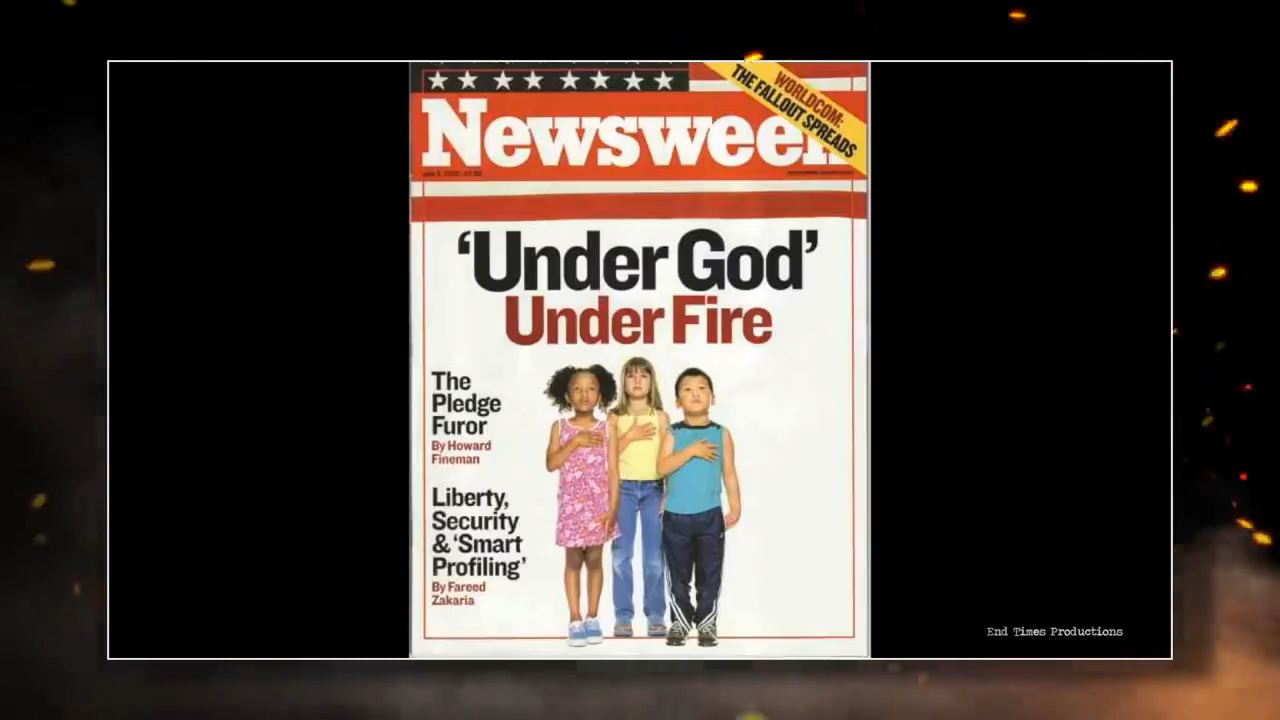 WORLDCOM:
THE FALLOUT SPREADS
Newsweek
'Under God'
Under Fire
The
Pledge
Furor
By Howard
Fineman
Liberty,
Security
& 'Smart
Profiling'
By Fareed
Zakaria
End Times Productions